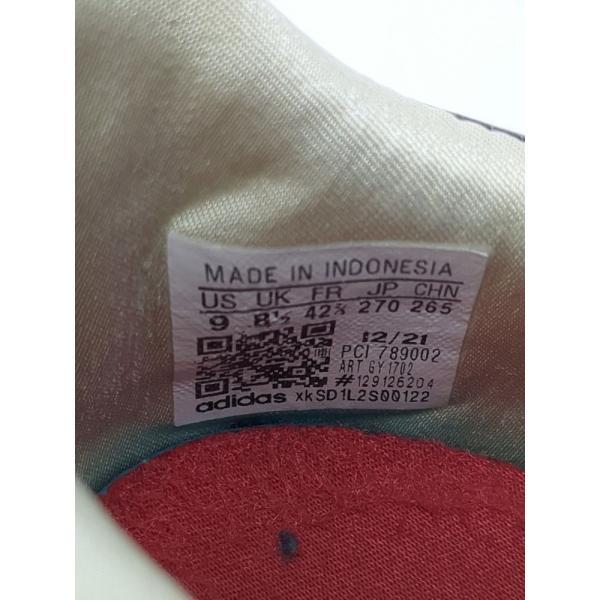 MADE IN INDONESIA
US UK FR JP CHN
9 8½ 42⅔ 270 265
12/21
PCI 789002
ART GY1702
#129126204
adidas xkSD1L2S00122